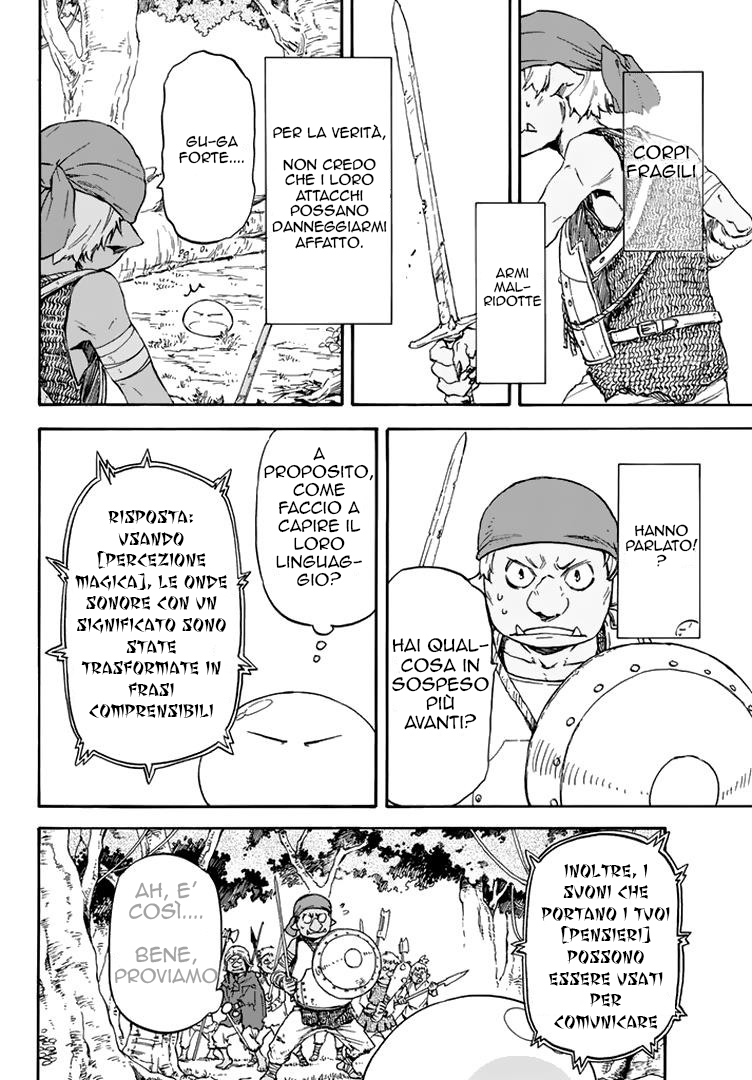 CORPI
FRAGILI
ARMI
MAL-
RIDOTTE
PER LA VERITÀ,
NON CREDO
CHE I LORO
ATTACCHI
POSSANO
DANNEGGIARMI
AFFATTO.
GU-GA
FORTE....
HANNO
PARLATO!
?
HAI QUAL-
COSA IN
SOSPESO
PIÙ
AVANTI?
A
PROPOSITO,
COME
FACCIO A
CAPIRE IL
LORO
LINGUAG-
GIO?
RISPOSTA:
USANDO
[PERCEZIONE
MAGICA], LE ONDE
SONORE CON UN
SIGNIFICATO SONO
STATE
TRASFORMATE IN
FRASI
COMPRENSIBILI
INOLTRE, I
SUONI CHE
PORTANO I TUOI
[PENSIERI]
POSSONO
ESSERE USATI
PER
COMUNICARE
AH, E'
COSÌ....
BENE,
PROVIAMO